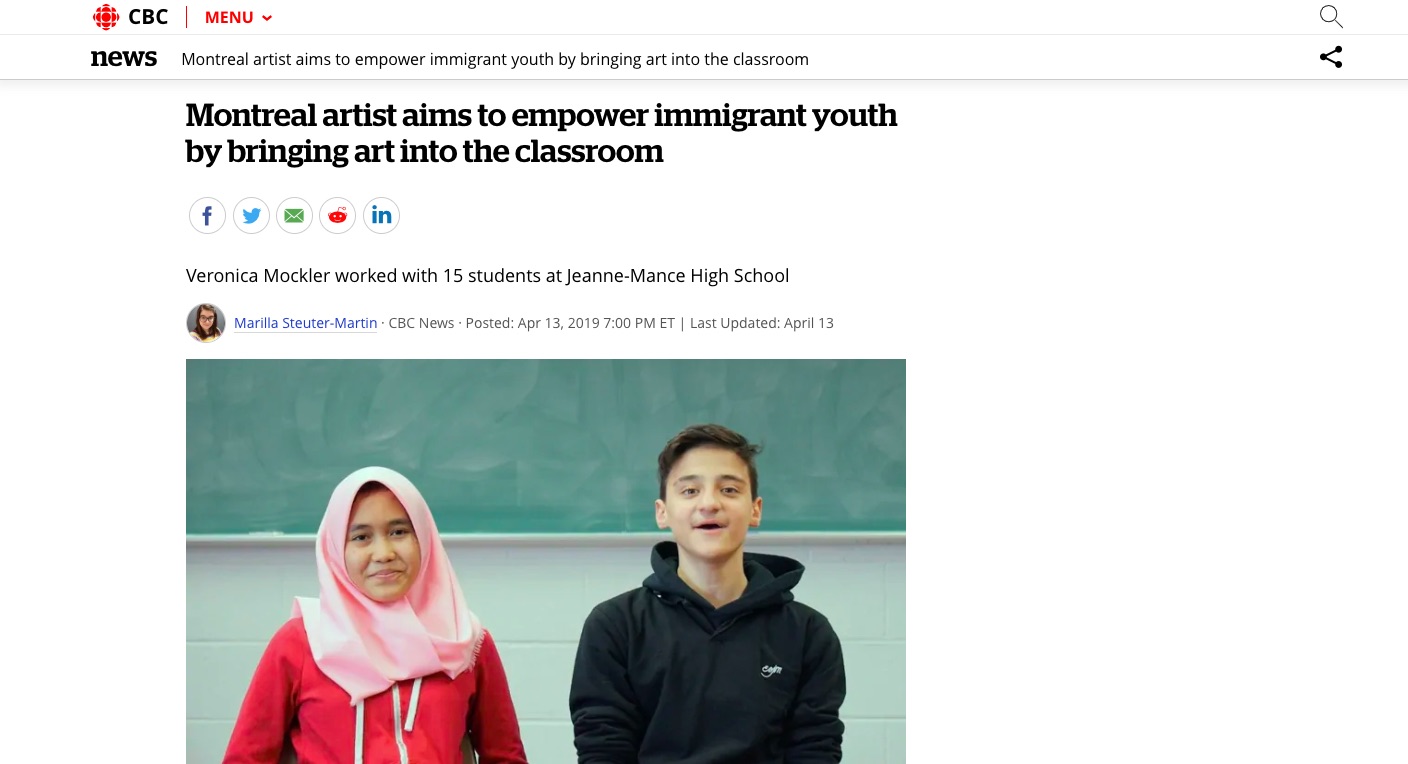 CBC MENU
news Montreal artist aims to empower immigrant youth by bringing art into the classroom
Montreal artist aims to empower immigrant youth
by bringing art into the classroom
Veronica Mockler worked with 15 students at Jeanne-Mance High School
Marilla Steuter-Martin · CBC News · Posted: Apr 13, 2019 7:00 PM ET | Last Updated: April 13